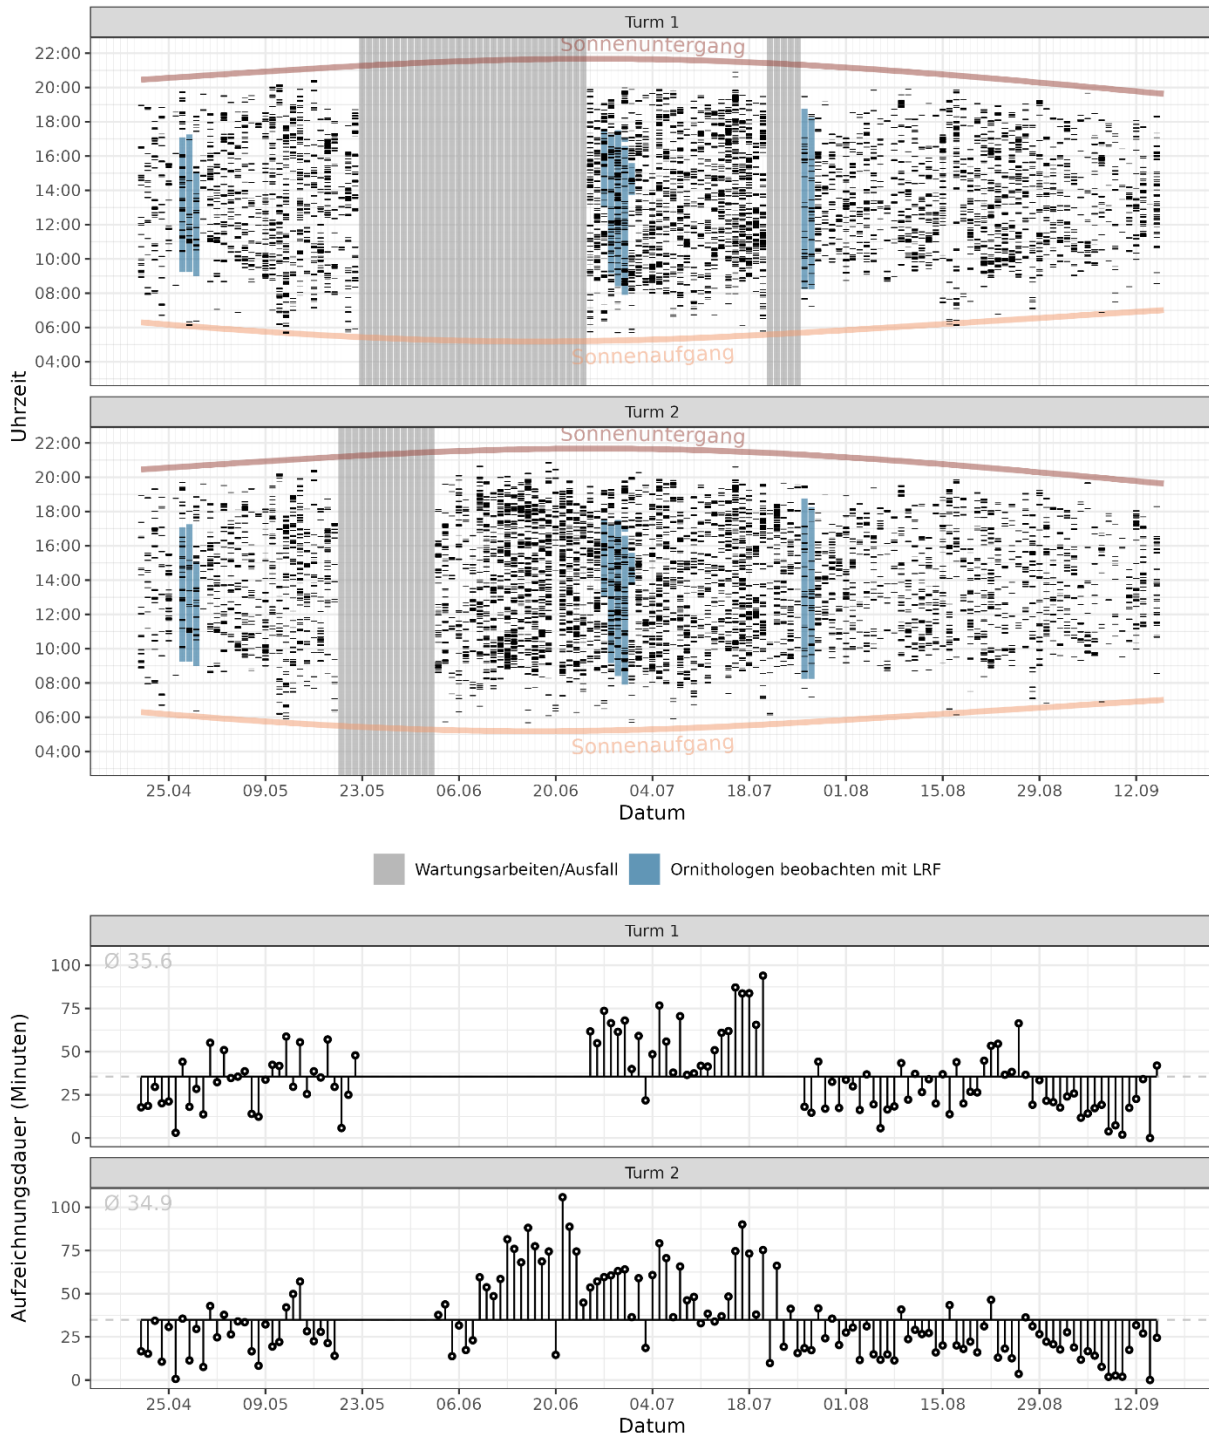 Turm 1
Sonnenuntergang
22:00
20:00
18:00
16:00
14:00
12:00
10:00
08:00
06:00
04:00
Sonnenaufgang
Uhrzeit
Turm 2
Sonnenuntergang
22:00
20:00
18:00
16:00
14:00
12:00
10:00
08:00
06:00
04:00
Sonnenaufgang
25.04 09.05 23.05 06.06 20.06 04.07 18.07 01.08 15.08 29.08 12.09
Datum
Wartungsarbeiten/Ausfall Ornithologen beobachten mit LRF
Turm 1
Ø 35.6
100
75
50
25
0
Aufzeichnungsdauer (Minuten)
Turm 2
Ø 34.9
100
75
50
25
0
25.04 09.05 23.05 06.06 20.06 04.07 18.07 01.08 15.08 29.08 12.09
Datum